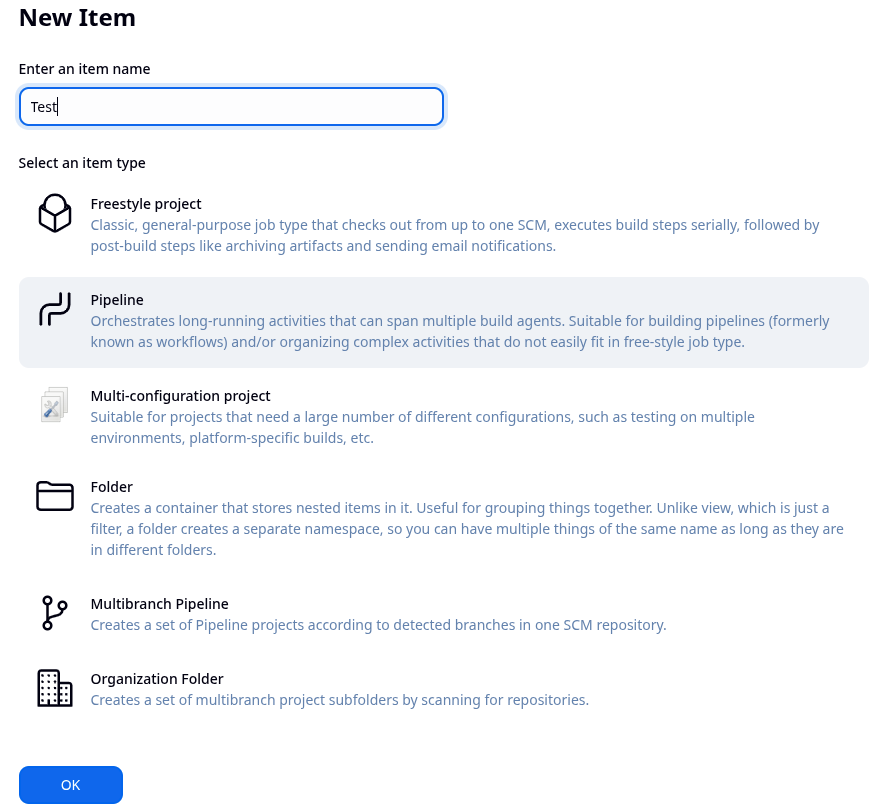 New Item
Enter an item name
Test
Select an item type
Freestyle project
Classic, general-purpose job type that checks out from up to one SCM, executes build steps serially, followed by
post-build steps like archiving artifacts and sending email notifications.
Pipeline
Orchestrates long-running activities that can span multiple build agents. Suitable for building pipelines (formerly
known as workflows) and/or organizing complex activities that do not easily fit in free-style job type.
Multi-configuration project
Suitable for projects that need a large number of different configurations, such as testing on multiple
environments, platform-specific builds, etc.
Folder
Creates a container that stores nested items in it. Useful for grouping things together. Unlike view, which is just a
filter, a folder creates a separate namespace, so you can have multiple things of the same name as long as they are
in different folders.
Multibranch Pipeline
Creates a set of Pipeline projects according to detected branches in one SCM repository.
Organization Folder
Creates a set of multibranch project subfolders by scanning for repositories.
OK